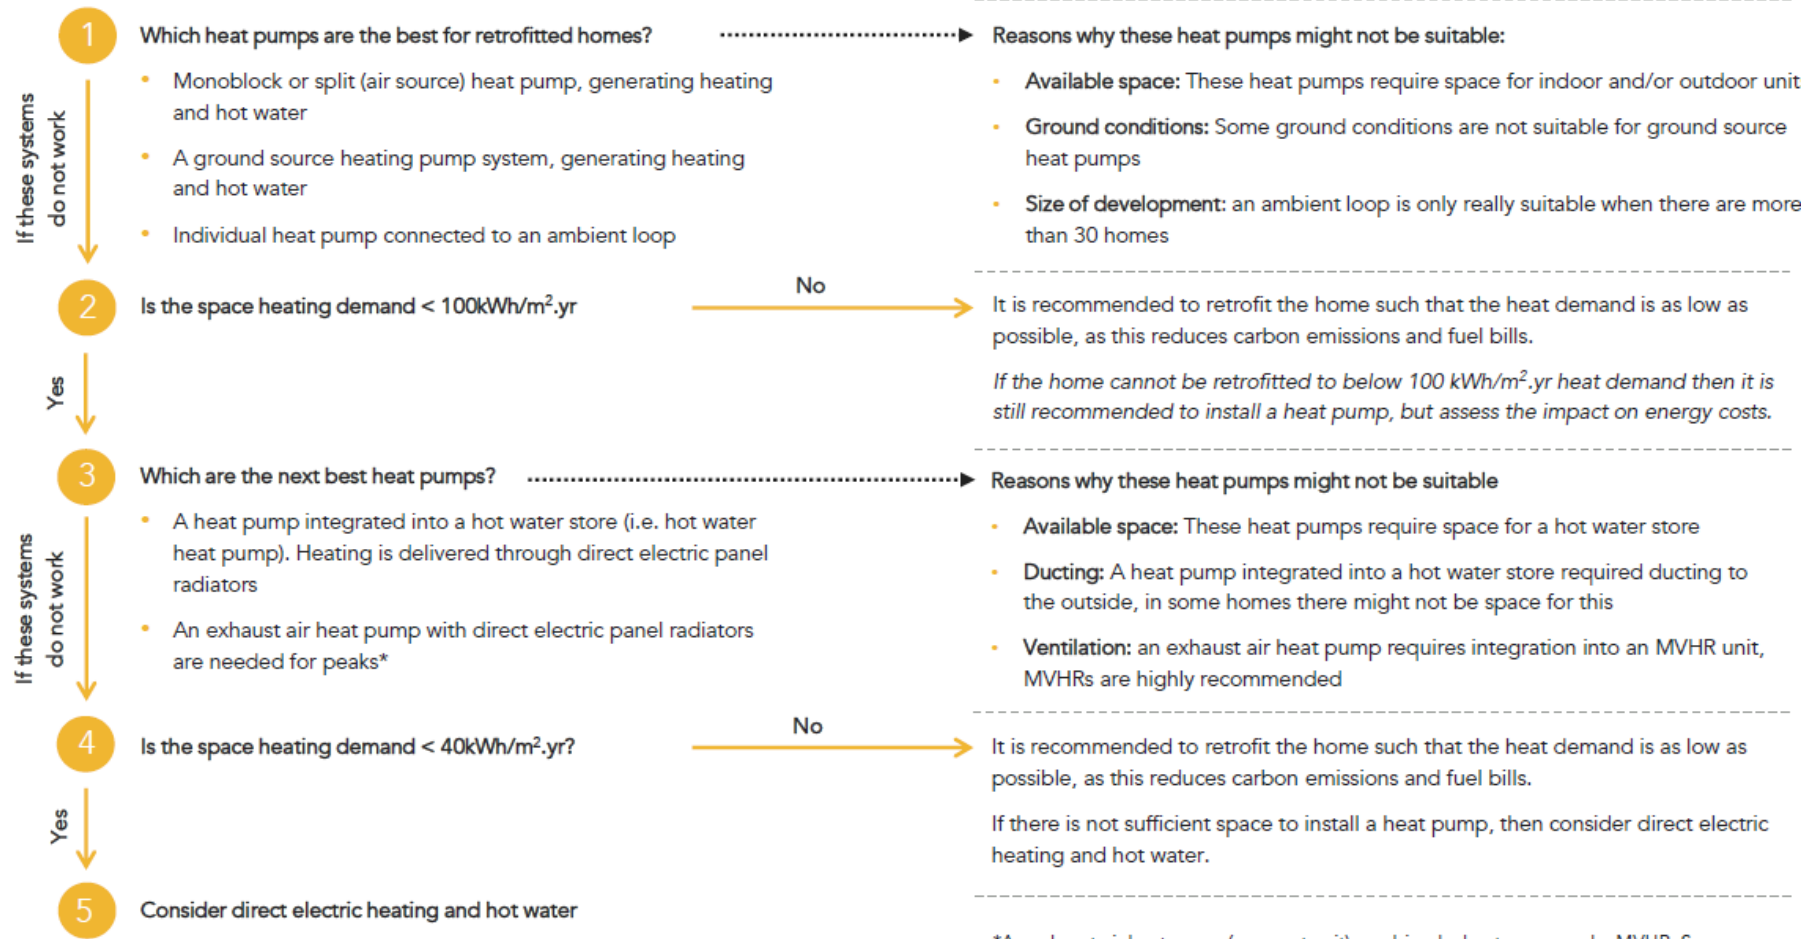 1
Which heat pumps are the best for retrofitted homes?
Monoblock or split (air source) heat pump, generating heating
and hot water
A ground source heating pump system, generating heating
and hot water
Individual heat pump connected to an ambient loop
Reasons why these heat pumps might not be suitable:
Available space: These heat pumps require space for indoor and/or outdoor unit
Ground conditions: Some ground conditions are not suitable for ground source
heat pumps
Size of development: an ambient loop is only really suitable when there are more
than 30 homes
If these systems
do not work
2
Is the space heating demand < 100kWh/m².yr
No
It is recommended to retrofit the home such that the heat demand is as low as
possible, as this reduces carbon emissions and fuel bills.
If the home cannot be retrofitted to below 100 kWh/m².yr heat demand then it is
still recommended to install a heat pump, but assess the impact on energy costs.
Yes
3
Which are the next best heat pumps?
A heat pump integrated into a hot water store (i.e. hot water
heat pump). Heating is delivered through direct electric panel
radiators
An exhaust air heat pump with direct electric panel radiators
are needed for peaks*
Reasons why these heat pumps might not be suitable
Available space: These heat pumps require space for a hot water store
Ducting: A heat pump integrated into a hot water store required ducting to
the outside, in some homes there might not be space for this
Ventilation: an exhaust air heat pump requires integration into an MVHR unit,
MVHRs are highly recommended
If these systems
do not work
4
Is the space heating demand < 40kWh/m².yr?
No
It is recommended to retrofit the home such that the heat demand is as low as
possible, as this reduces carbon emissions and fuel bills.
If there is not sufficient space to install a heat pump, then consider direct electric
heating and hot water.
Yes
5
Consider direct electric heating and hot water